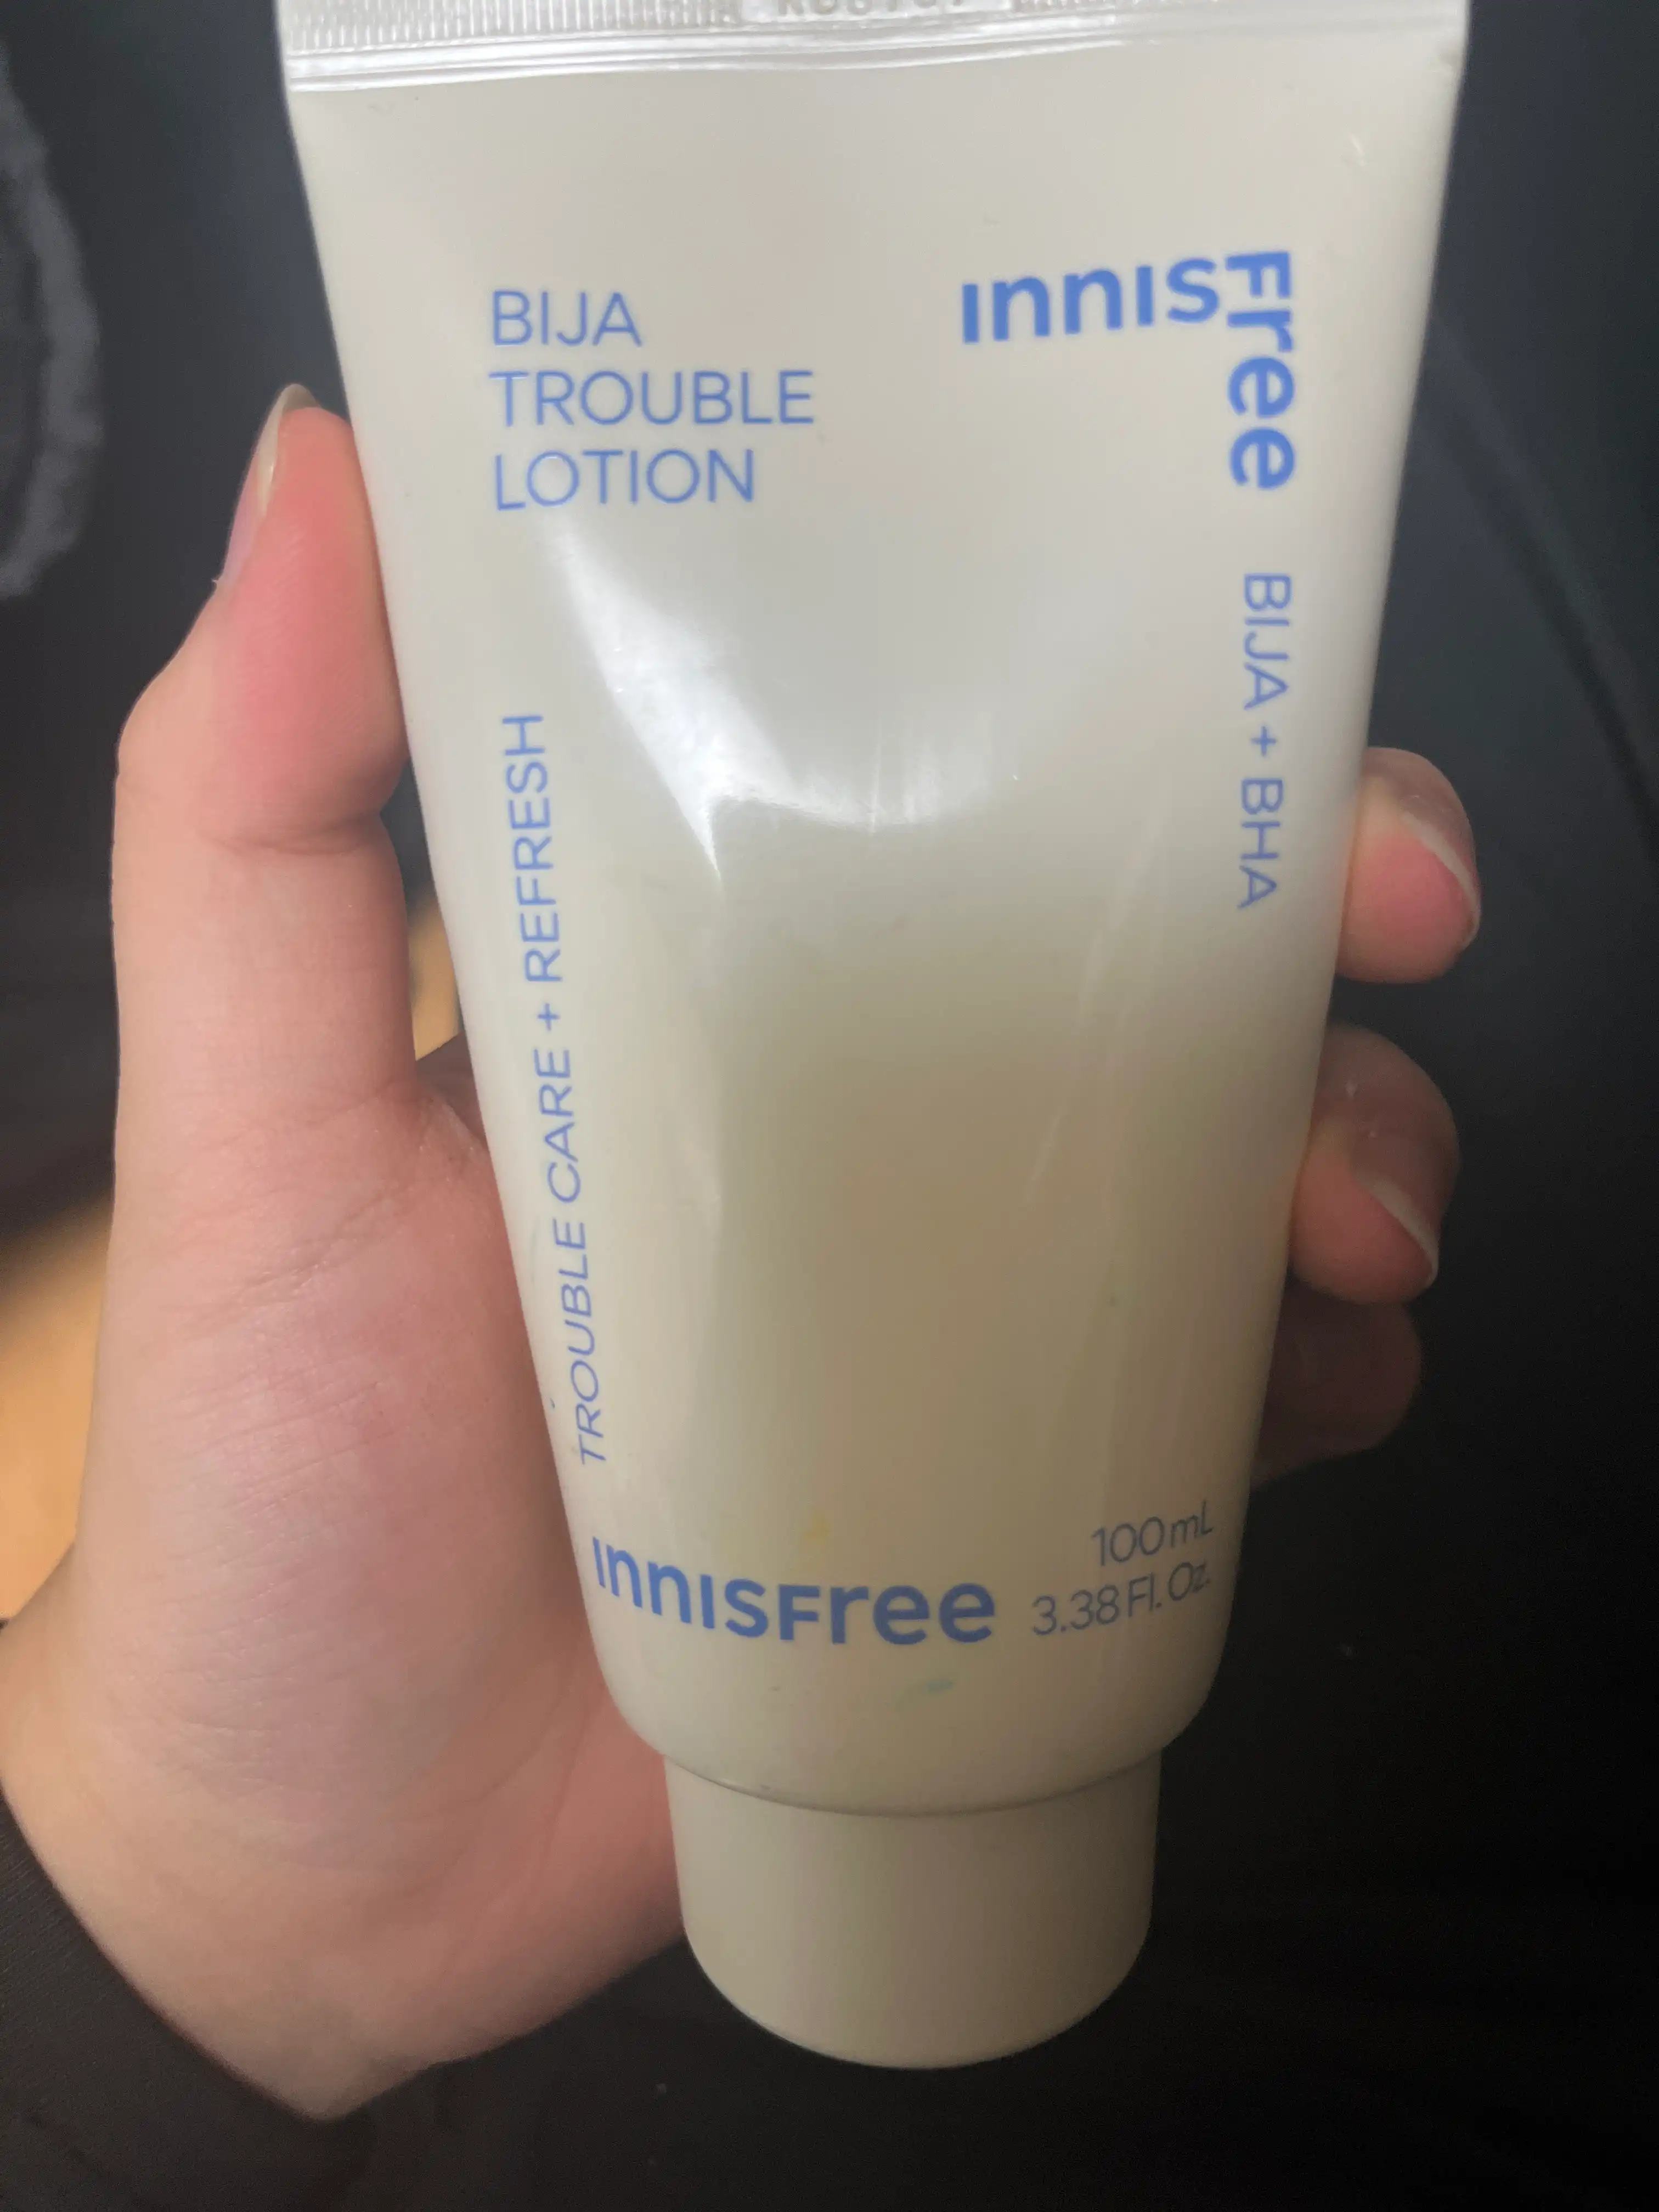 BIJA
TROUBLE
LOTION
INNISFree
BIJA + BHA
TROUBLE CARE + REFRESH
INNISFree
100mL
3.38 Fl. Oz.